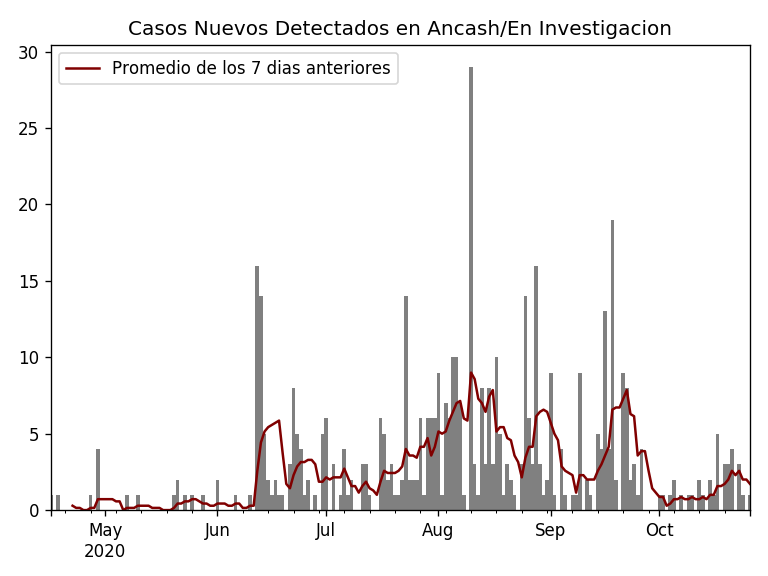 Casos Nuevos Detectados en Ancash/En Investigacion
Promedio de los 7 dias anteriores
30
25
20
15
10
5
0
May Jun Jul Aug Sep Oct
2020